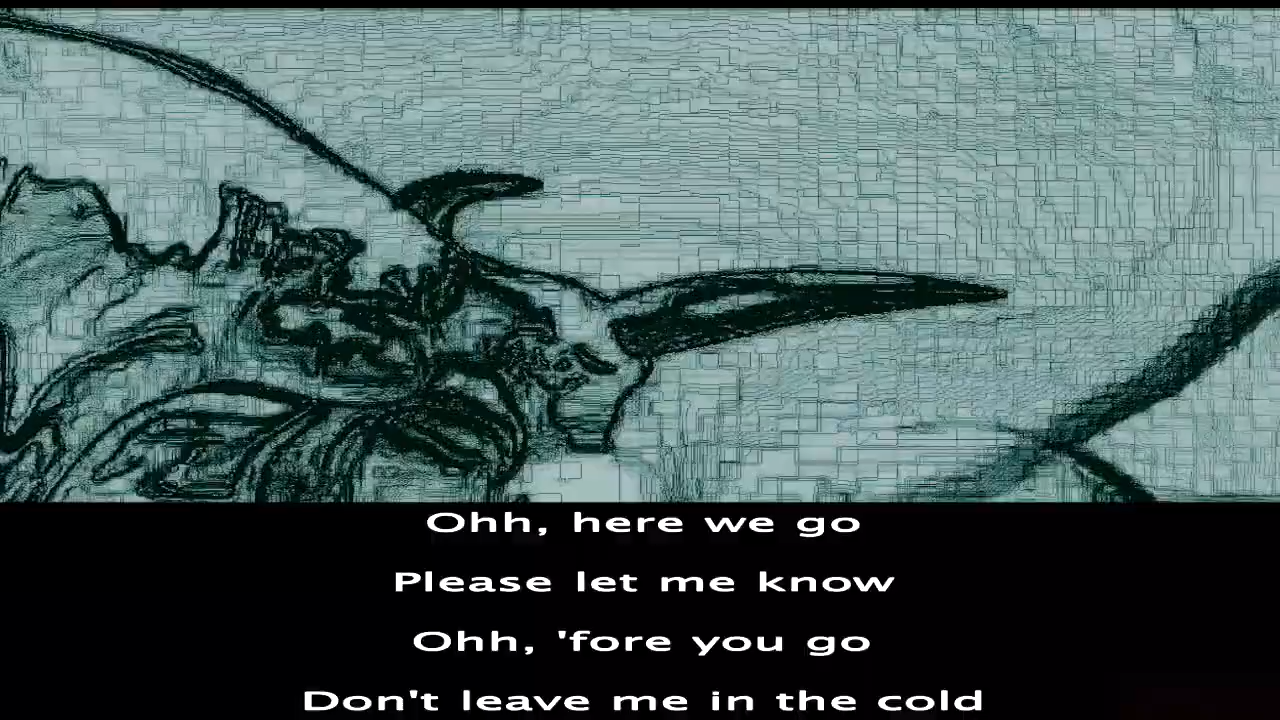 Ohh, here we go
Please let me know
Ohh, 'fore you go
Don't leave me in the cold